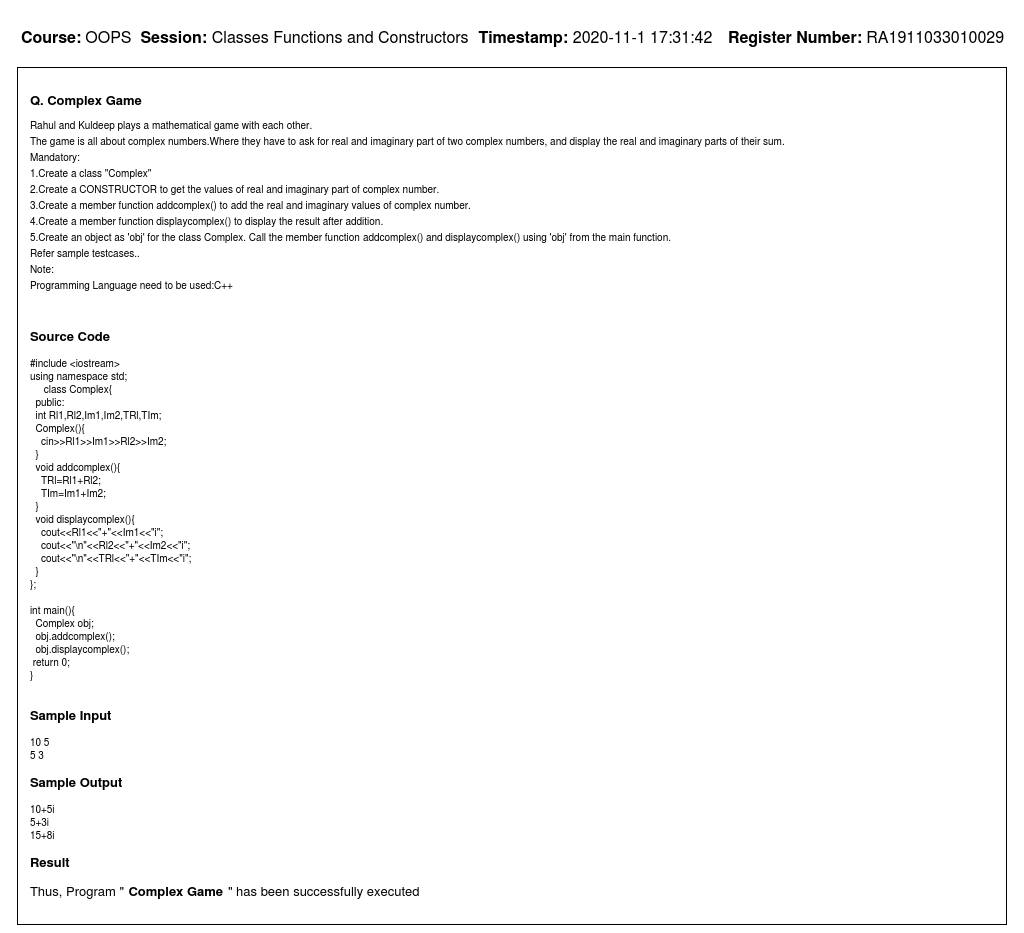 Course: OOPS Session: Classes Functions and Constructors Timestamp: 2020-11-1 17:31:42 Register Number: RA1911033010029
Q. Complex Game
Rahul and Kuldeep plays a mathematical game with each other.
The game is all about complex numbers.Where they have to ask for real and imaginary part of two complex numbers, and display the real and imaginary parts of their sum.
Mandatory:
1.Create a class "Complex"
2.Create a CONSTRUCTOR to get the values of real and imaginary part of complex number.
3.Create a member function addcomplex() to add the real and imaginary values of complex number.
4.Create a member function displaycomplex() to display the result after addition.
5.Create an object as 'obj' for the class Complex. Call the member function addcomplex() and displaycomplex() using 'obj' from the main function.
Refer sample testcases..
Note:
Programming Language need to be used:C++
Source Code
#include <iostream>
using namespace std;
class Complex{
public:
int Rl1,Rl2,Im1,Im2,TRl,TIm;
Complex(){
cin>>Rl1>>Im1>>Rl2>>Im2;
}
void addcomplex(){
TRl=Rl1+Rl2;
TIm=Im1+Im2;
}
void displaycomplex(){
cout<<Rl1<<"+"<<Im1<<"i";
cout<<"\n"<<Rl2<<"+"<<Im2<<"i";
cout<<"\n"<<TRl<<"+"<<TIm<<"i";
}
};
int main(){
Complex obj;
obj.addcomplex();
obj.displaycomplex();
return 0;
}
Sample Input
10 5
5 3
Sample Output
10+5i
5+3i
15+8i
Result
Thus, Program " Complex Game " has been successfully executed